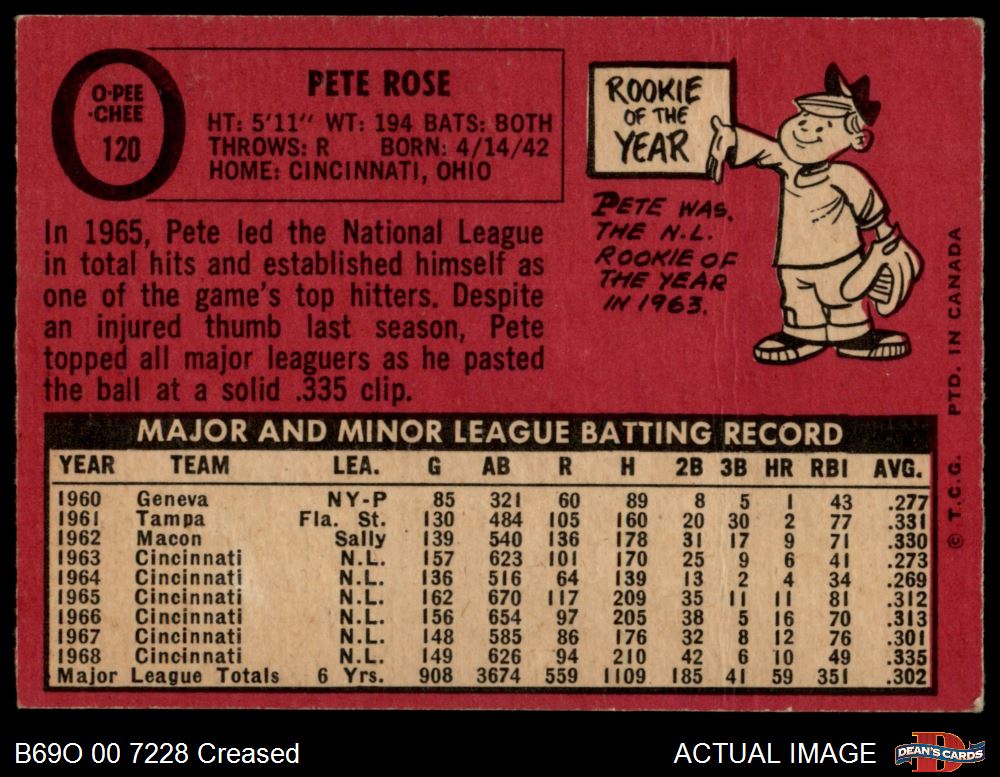 O-PEE
-CHEE
120
PETE ROSE
HT: 5'11" WT: 194 BATS: BOTH
THROWS: R BORN: 4/14/42
HOME: CINCINNATI, OHIO
In 1965, Pete led the National League
in total hits and established himself as
one of the game's top hitters. Despite
an injured thumb last season, Pete
topped all major leaguers as he pasted
the ball at a solid .335 clip.
ROOKIE
OF THE
YEAR
PETE WAS
THE N.L.
ROOKIE OF
THE YEAR
IN 1963.
© T.C.G. PTD. IN CANADA
MAJOR AND MINOR LEAGUE BATTING RECORD
YEAR TEAM LEA. G AB R H 2B 3B HR RBI AVG.
1960 Geneva NY-P 85 321 60 89 8 5 1 43 .277
1961 Tampa Fla. St. 130 484 105 160 20 30 2 77 .331
1962 Macon Sally 139 540 136 178 31 17 9 71 .330
1963 Cincinnati N.L. 157 623 101 170 25 9 6 41 .273
1964 Cincinnati N.L. 136 516 64 139 13 2 4 34 .269
1965 Cincinnati N.L. 162 670 117 209 35 11 11 81 .312
1966 Cincinnati N.L. 156 654 97 205 38 5 16 70 .313
1967 Cincinnati N.L. 148 585 86 176 32 8 12 76 .301
1968 Cincinnati N.L. 149 626 94 210 42 6 10 49 .335
Major League Totals 6 Yrs. 908 3674 559 1109 185 41 59 351 .302
B69O 00 7228 Creased
ACTUAL IMAGE
DEAN'S CARDS